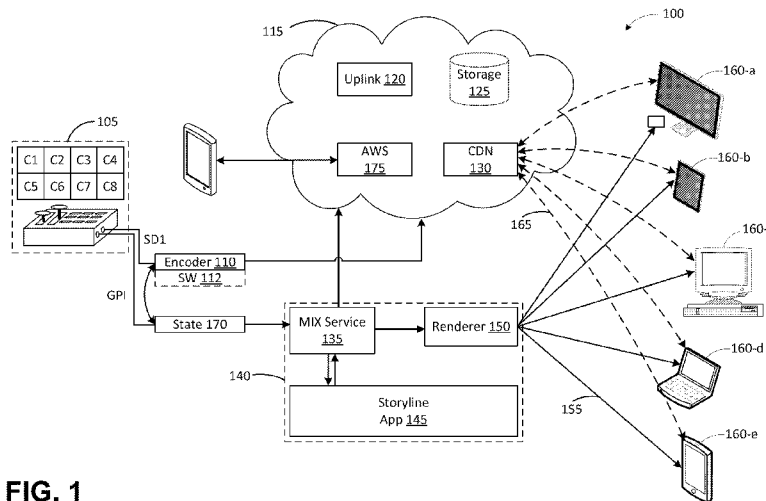 100
115
Uplink 120
Storage
125
160-a
105
C1 C2 C3 C4
C5 C6 C7 C8
AWS
175
CDN
130
160-b
165
160-
SD1
Encoder 110
SW 112
GPI
State 170
MIX Service
135
Renderer 150
140
160-d
Storyline
App 145
155
160-e
FIG. 1